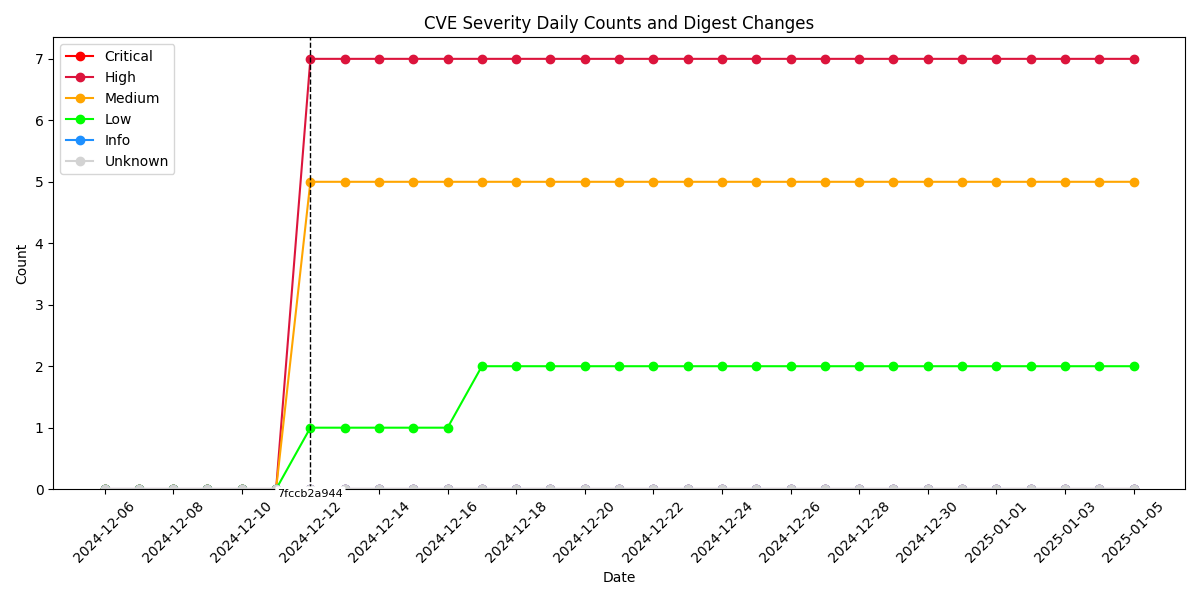 CVE Severity Daily Counts and Digest Changes
Critical
High
Medium
Low
Info
Unknown
Count
7
6
5
4
3
2
1
0
7fccb2a944
2024-12-06
2024-12-08
2024-12-10
2024-12-12
2024-12-14
2024-12-16
2024-12-18
2024-12-20
2024-12-22
2024-12-24
2024-12-26
2024-12-28
2024-12-30
2025-01-01
2025-01-03
2025-01-05
Date